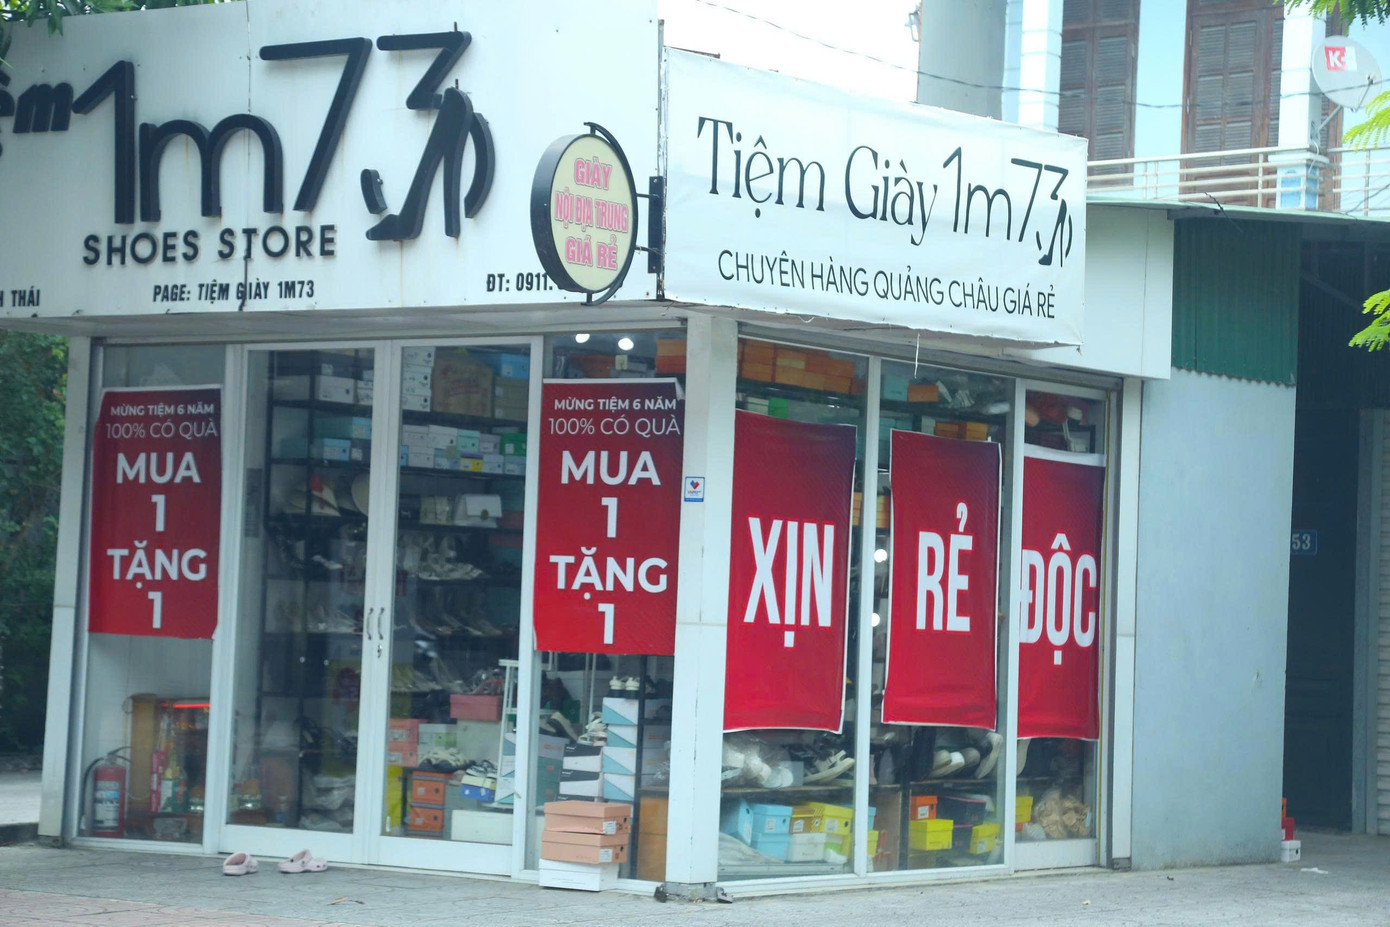 1m73
SHOES STORE
PAGE: TIỆM GIÀY 1M73
ĐT: 0911.
THÁI
GIÀY
NỘI ĐỊA TRUNG
GIÁ RẺ
Tiệm Giày 1m73
CHUYÊN HÀNG QUẢNG CHÂU GIÁ RẺ
MỪNG TIỆM 6 NĂM
100% CÓ QUÀ
MUA
1
TẶNG
1
MỪNG TIỆM 6 NĂM
100% CÓ QUÀ
MUA
1
TẶNG
1
XỊN
RẺ
ĐỘC
53
K+